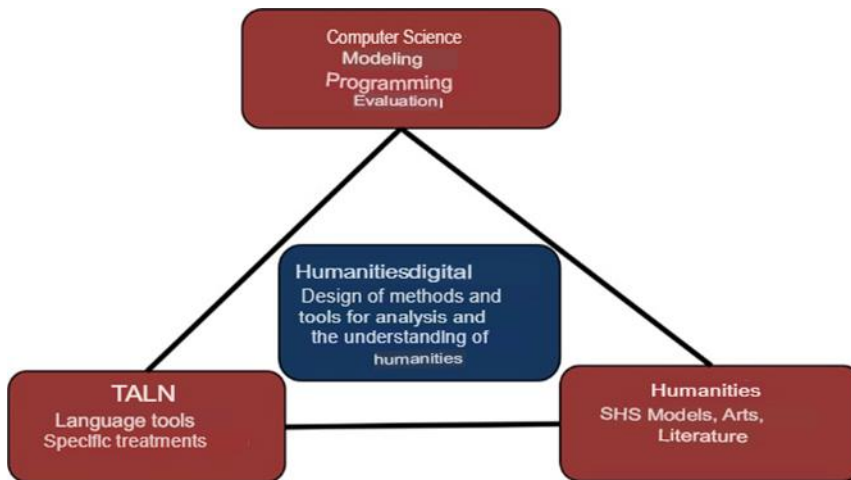 Computer Science
Modeling
Programming
Evaluation
Humanitiesdigital
Design of methods and
tools for analysis and
the understanding of
humanities
TALN
Language tools
Specific treatments
Humanities
SHS Models, Arts,
Literature